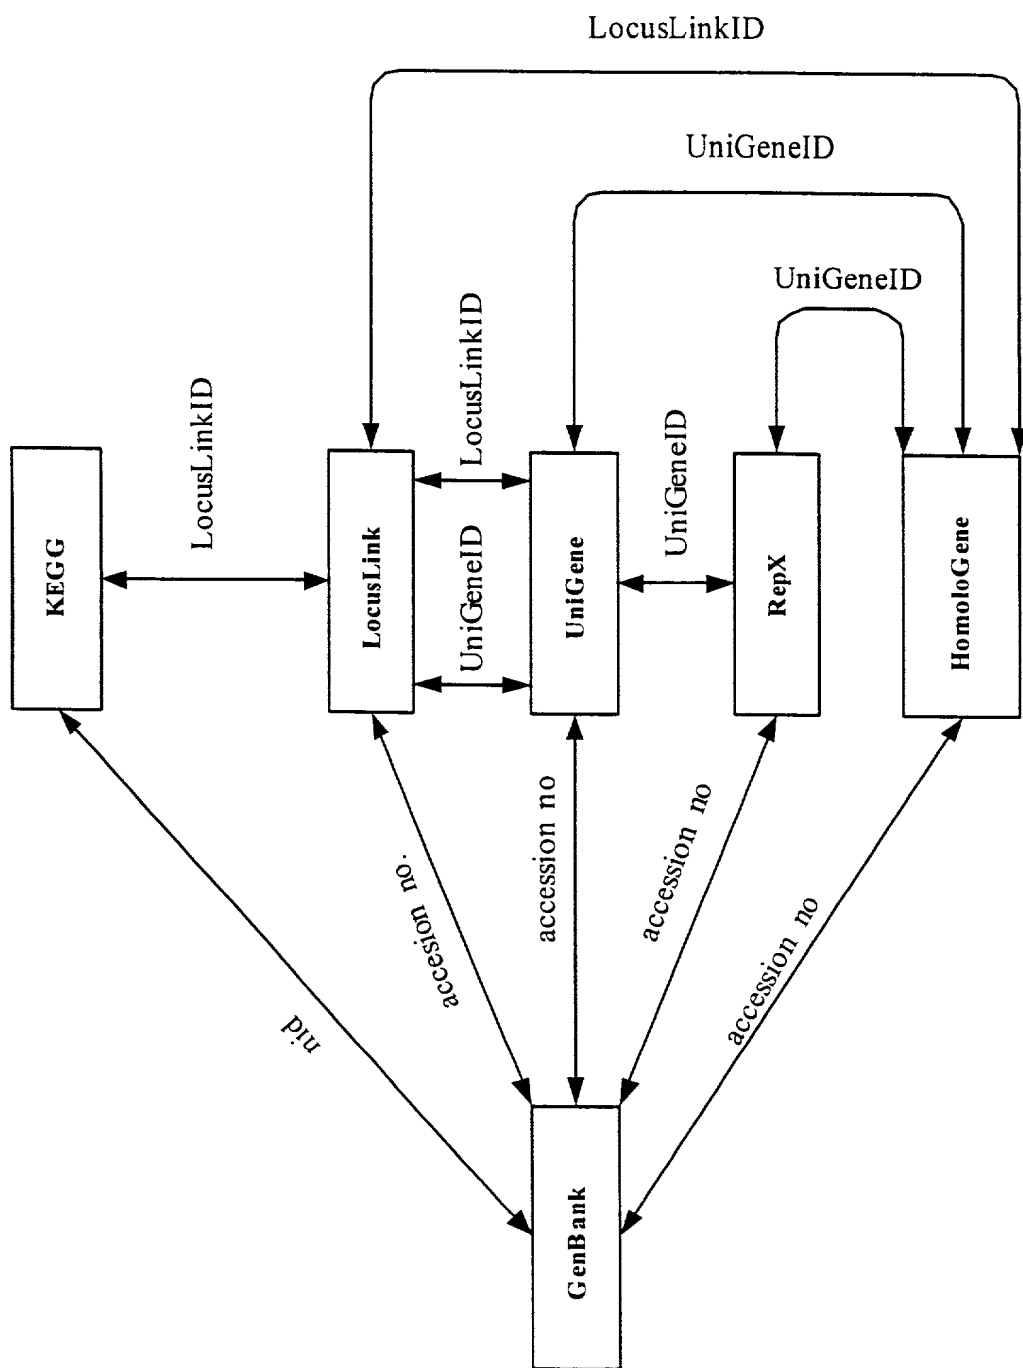 LocusLinkID
UniGeneID
UniGeneID
LocusLinkID
LocusLinkID
UniGeneID
UniGeneID
KEGG
LocusLink
UniGene
RepX
HomoloGene
nid
accesion no.
accession no
accession no
accession no
GenBank